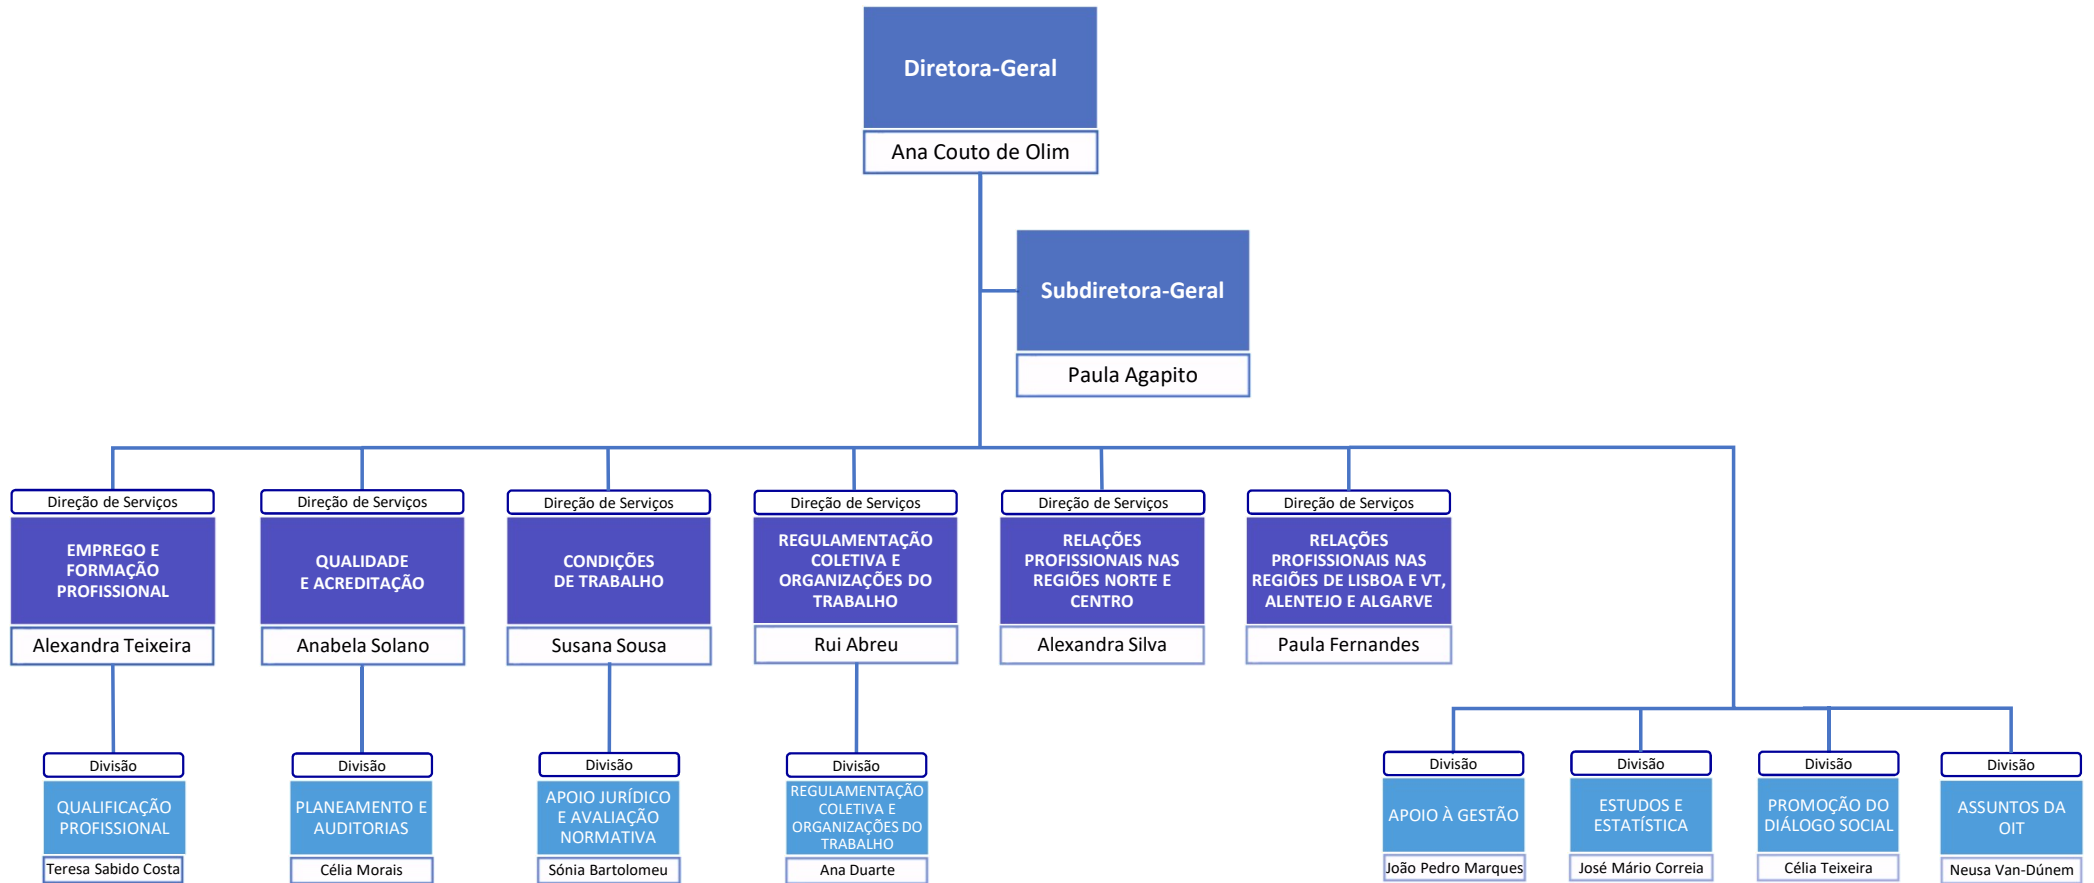 Diretora-Geral
Ana Couto de Olim
Subdiretora-Geral
Paula Agapito
Direção de Serviços
EMPREGO E
FORMAÇÃO
PROFISSIONAL
Alexandra Teixeira
Direção de Serviços
QUALIDADE
E ACREDITAÇÃO
Anabela Solano
Direção de Serviços
CONDIÇÕES
DE TRABALHO
Susana Sousa
Direção de Serviços
REGULAMENTAÇÃO
COLETIVA E
ORGANIZAÇÕES DO
TRABALHO
Rui Abreu
Direção de Serviços
RELAÇÕES
PROFISSIONAIS NAS
REGIÕES NORTE E
CENTRO
Alexandra Silva
Direção de Serviços
RELAÇÕES
PROFISSIONAIS NAS
REGIÕES DE LISBOA E VT,
ALENTEJO E ALGARVE
Paula Fernandes
Divisão
QUALIFICAÇÃO
PROFISSIONAL
Teresa Sabido Costa
Divisão
PLANEAMENTO E
AUDITORIAS
Célia Morais
Divisão
APOIO JURÍDICO
E AVALIAÇÃO
NORMATIVA
Sónia Bartolomeu
Divisão
REGULAMENTAÇÃO
COLETIVA E
ORGANIZAÇÕES DO
TRABALHO
Ana Duarte
Divisão
APOIO À GESTÃO
João Pedro Marques
Divisão
ESTUDOS E
ESTATÍSTICA
José Mário Correia
Divisão
PROMOÇÃO DO
DIÁLOGO SOCIAL
Célia Teixeira
Divisão
ASSUNTOS DA
OIT
Neusa Van-Dúnem